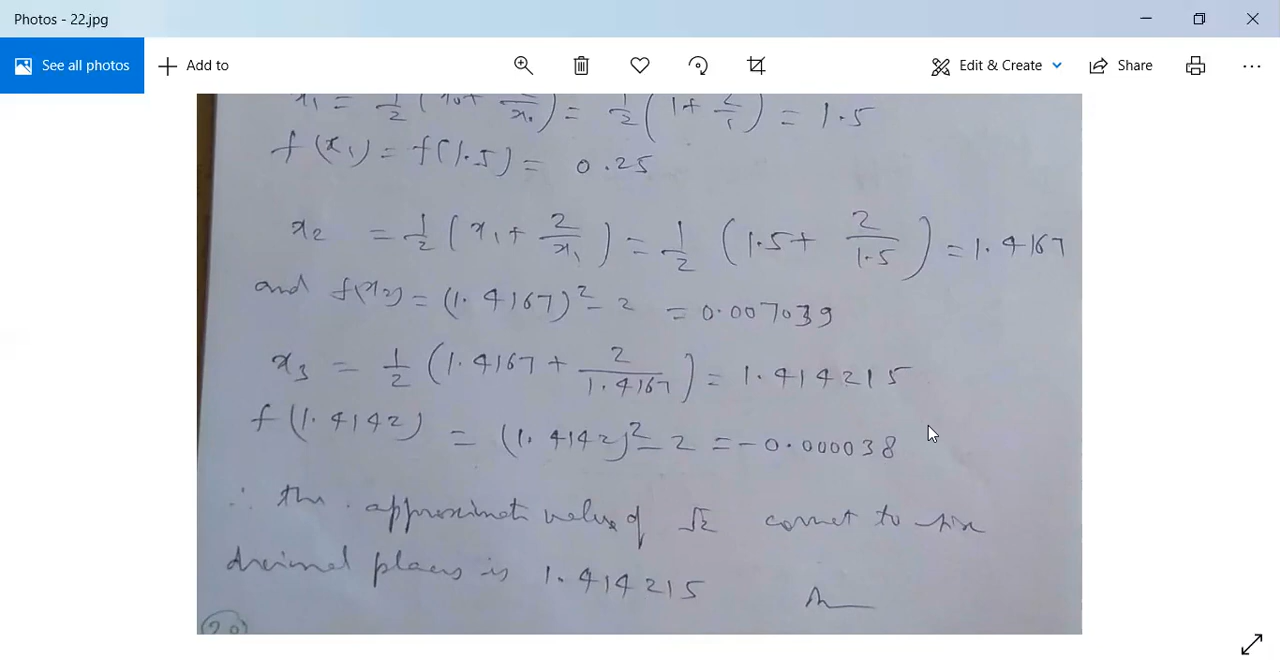 Photos - 22.jpg
See all photos
Add to
Edit & Create
Share
x₁ = 1/2 (x₀ + 2/x₀) = 1/2 (1 + 2/1) = 1.5
f(x₁) = f(1.5) = 0.25
x₂ = 1/2 (x₁ + 2/x₁) = 1/2 (1.5 + 2/1.5) = 1.4167
and f(x₂) = (1.4167)² - 2 = 0.007039
x₃ = 1/2 (1.4167 + 2/1.4167) = 1.414215
f(1.4142) = (1.4142)² - 2 = -0.000038
∴ the approximate value of √2 correct to six
decimal places is 1.414215